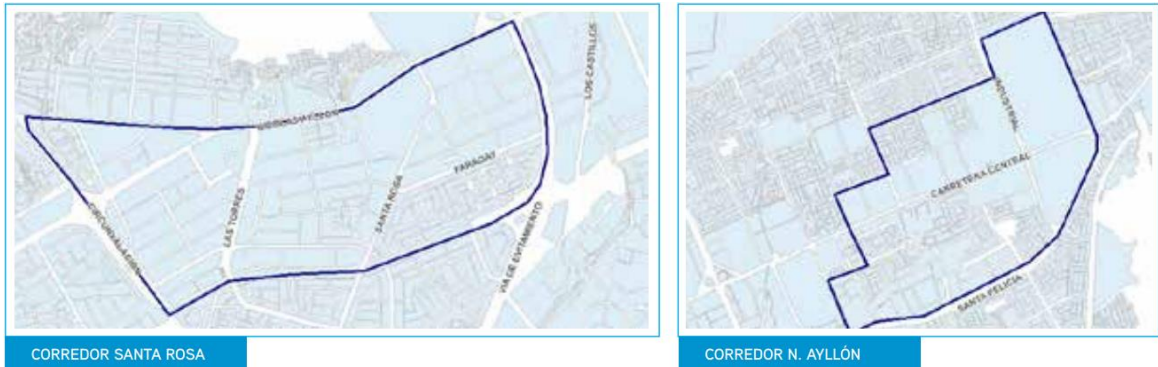 CIRCUNVALACIÓN
LAS TORRES
SANTA ROSA
FARADAY
VIA DE EVITAMIENTO
LOS CASTILLOS
CORREDOR SANTA ROSA
INDUSTRIAL
CARRETERA CENTRAL
SANTA FELICIA
CORREDOR N. AYLLÓN